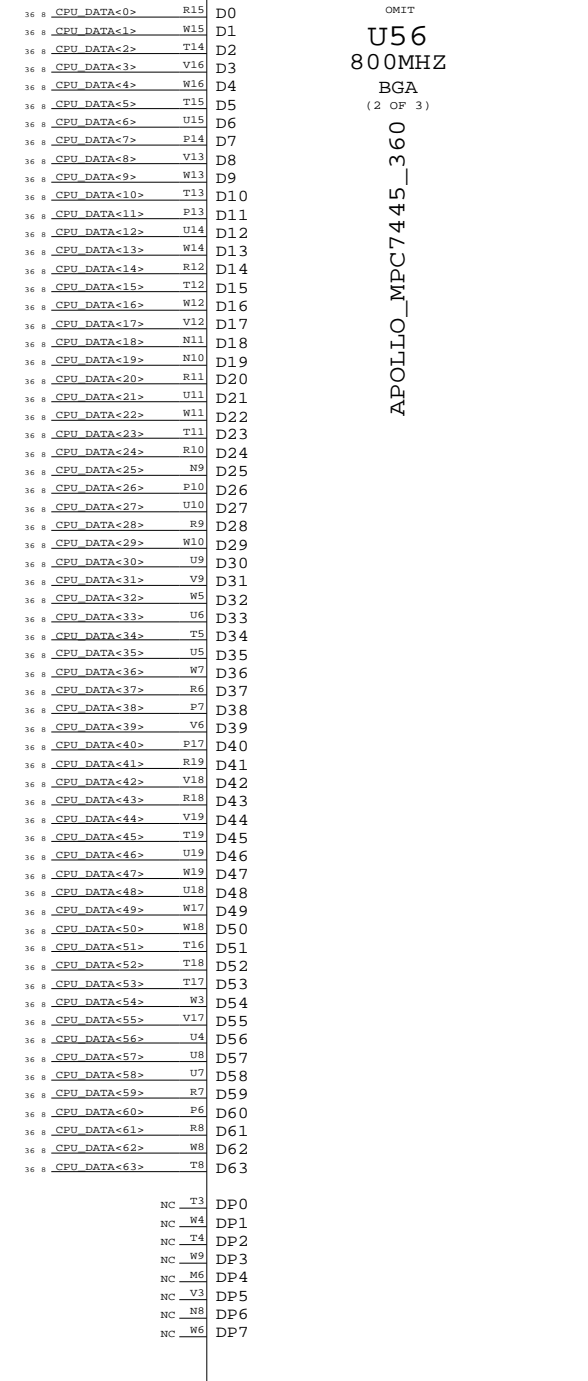 36 8 CPU_DATA<0> R15 D0
36 8 CPU_DATA<1> W15 D1
36 8 CPU_DATA<2> T14 D2
36 8 CPU_DATA<3> V16 D3
36 8 CPU_DATA<4> W16 D4
36 8 CPU_DATA<5> T15 D5
36 8 CPU_DATA<6> U15 D6
36 8 CPU_DATA<7> P14 D7
36 8 CPU_DATA<8> V13 D8
36 8 CPU_DATA<9> W13 D9
36 8 CPU_DATA<10> T13 D10
36 8 CPU_DATA<11> P13 D11
36 8 CPU_DATA<12> U14 D12
36 8 CPU_DATA<13> W14 D13
36 8 CPU_DATA<14> R12 D14
36 8 CPU_DATA<15> T12 D15
36 8 CPU_DATA<16> W12 D16
36 8 CPU_DATA<17> V12 D17
36 8 CPU_DATA<18> N11 D18
36 8 CPU_DATA<19> N10 D19
36 8 CPU_DATA<20> R11 D20
36 8 CPU_DATA<21> U11 D21
36 8 CPU_DATA<22> W11 D22
36 8 CPU_DATA<23> T11 D23
36 8 CPU_DATA<24> R10 D24
36 8 CPU_DATA<25> N9 D25
36 8 CPU_DATA<26> P10 D26
36 8 CPU_DATA<27> U10 D27
36 8 CPU_DATA<28> R9 D28
36 8 CPU_DATA<29> W10 D29
36 8 CPU_DATA<30> U9 D30
36 8 CPU_DATA<31> V9 D31
36 8 CPU_DATA<32> W5 D32
36 8 CPU_DATA<33> U6 D33
36 8 CPU_DATA<34> T5 D34
36 8 CPU_DATA<35> U5 D35
36 8 CPU_DATA<36> W7 D36
36 8 CPU_DATA<37> R6 D37
36 8 CPU_DATA<38> P7 D38
36 8 CPU_DATA<39> V6 D39
36 8 CPU_DATA<40> P17 D40
36 8 CPU_DATA<41> R19 D41
36 8 CPU_DATA<42> V18 D42
36 8 CPU_DATA<43> R18 D43
36 8 CPU_DATA<44> V19 D44
36 8 CPU_DATA<45> T19 D45
36 8 CPU_DATA<46> U19 D46
36 8 CPU_DATA<47> W19 D47
36 8 CPU_DATA<48> U18 D48
36 8 CPU_DATA<49> W17 D49
36 8 CPU_DATA<50> W18 D50
36 8 CPU_DATA<51> T16 D51
36 8 CPU_DATA<52> T18 D52
36 8 CPU_DATA<53> T17 D53
36 8 CPU_DATA<54> W3 D54
36 8 CPU_DATA<55> V17 D55
36 8 CPU_DATA<56> U4 D56
36 8 CPU_DATA<57> U8 D57
36 8 CPU_DATA<58> U7 D58
36 8 CPU_DATA<59> R7 D59
36 8 CPU_DATA<60> P6 D60
36 8 CPU_DATA<61> R8 D61
36 8 CPU_DATA<62> W8 D62
36 8 CPU_DATA<63> T8 D63
NC T3 DP0
NC W4 DP1
NC T4 DP2
NC W9 DP3
NC M6 DP4
NC V3 DP5
NC N8 DP6
NC W6 DP7
OMIT
U56
800MHZ
BGA
(2 OF 3)
APOLLO_MPC7445_360